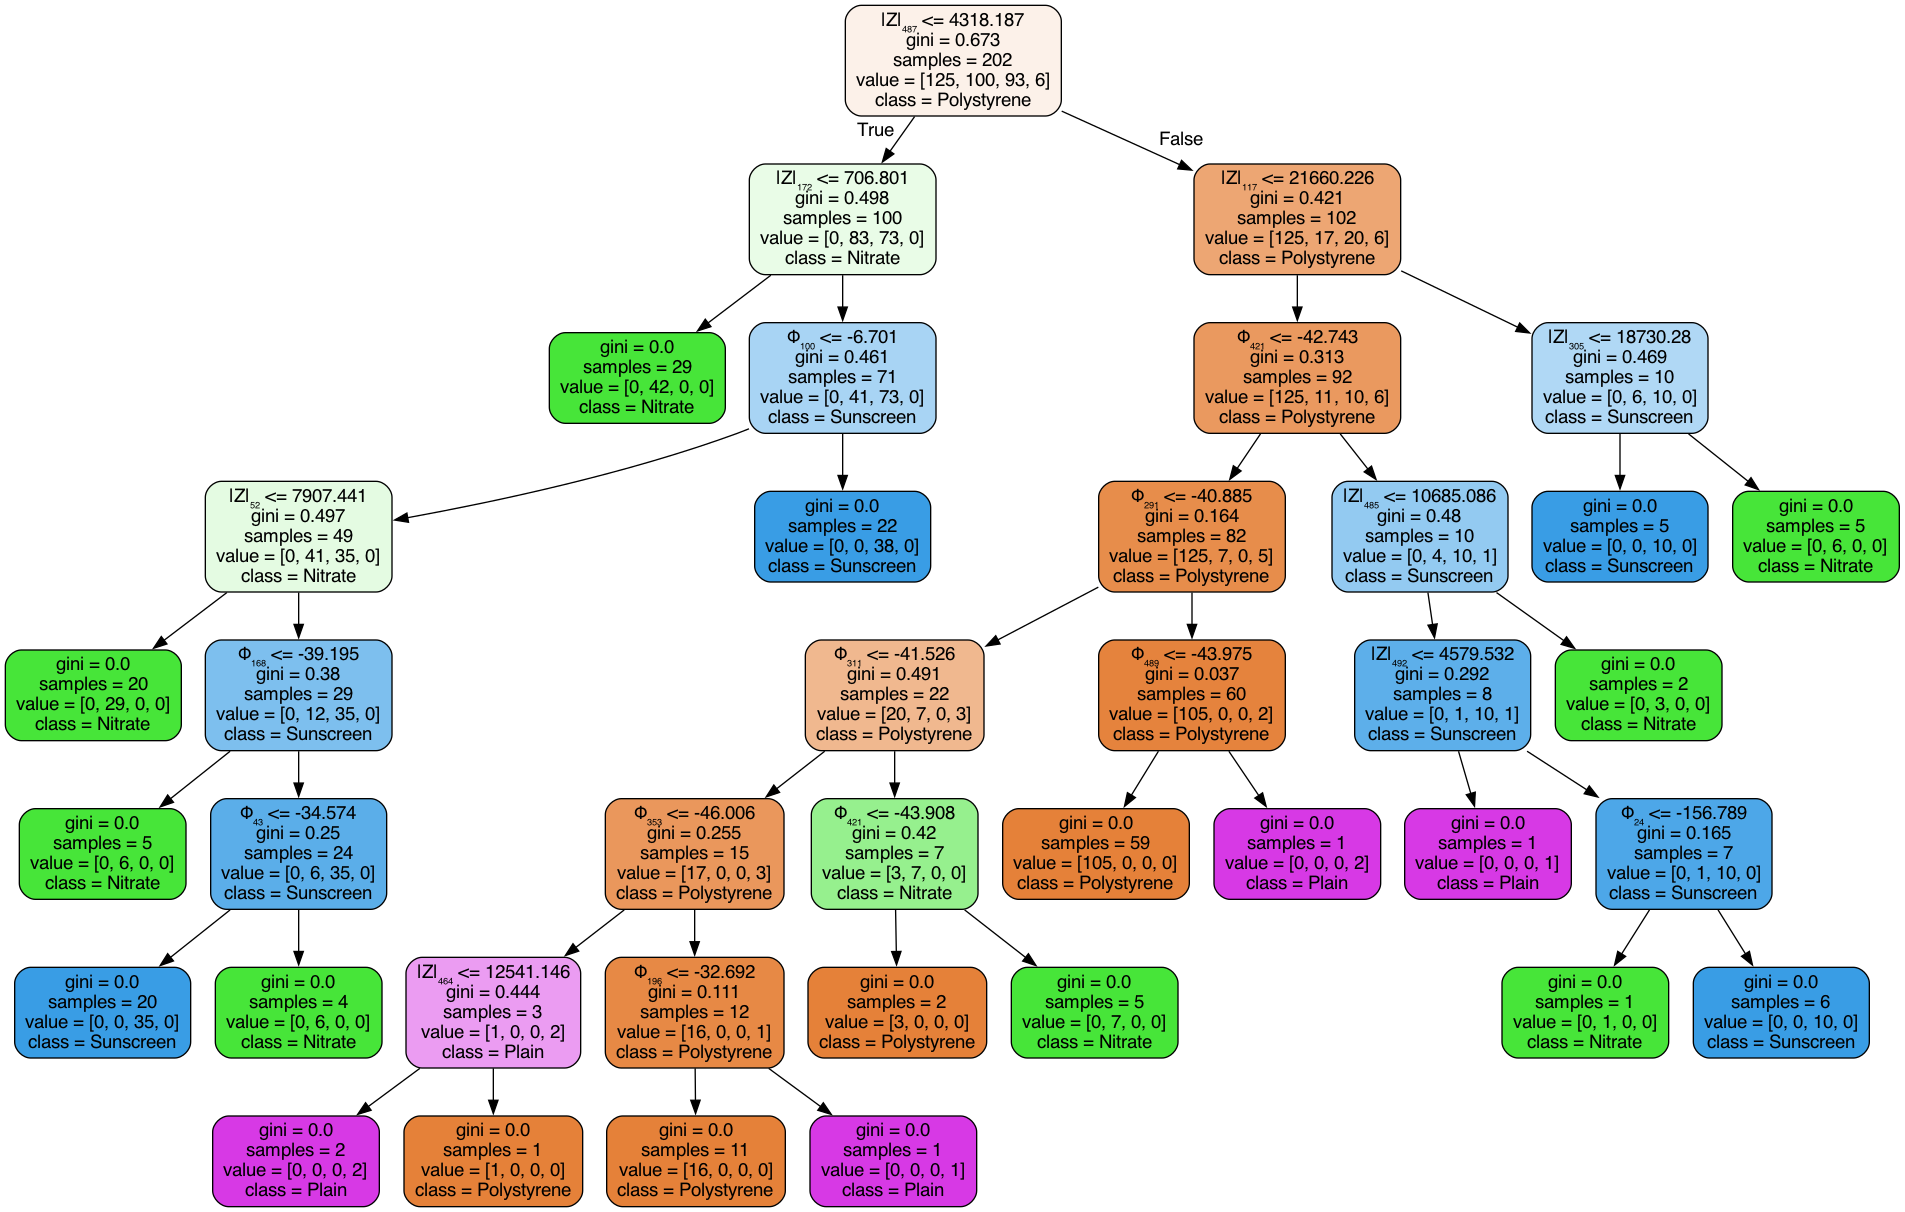 |Z|₄₈₇ <= 4318.187
gini = 0.673
samples = 202
value = [125, 100, 93, 6]
class = Polystyrene
True
False
|Z|₁₇₂ <= 706.801
gini = 0.498
samples = 100
value = [0, 83, 73, 0]
class = Nitrate
|Z|₁₁₇ <= 21660.226
gini = 0.421
samples = 102
value = [125, 17, 20, 6]
class = Polystyrene
gini = 0.0
samples = 29
value = [0, 42, 0, 0]
class = Nitrate
Φ₁₀₀ <= -6.701
gini = 0.461
samples = 71
value = [0, 41, 73, 0]
class = Sunscreen
Φ₄₂₁ <= -42.743
gini = 0.313
samples = 92
value = [125, 11, 10, 6]
class = Polystyrene
|Z|₃₀₅ <= 18730.28
gini = 0.469
samples = 10
value = [0, 6, 10, 0]
class = Sunscreen
|Z|₅₂ <= 7907.441
gini = 0.497
samples = 49
value = [0, 41, 35, 0]
class = Nitrate
gini = 0.0
samples = 22
value = [0, 0, 38, 0]
class = Sunscreen
Φ₂₉₁ <= -40.885
gini = 0.164
samples = 82
value = [125, 7, 0, 5]
class = Polystyrene
|Z|₄₈₅ <= 10685.086
gini = 0.48
samples = 10
value = [0, 4, 10, 1]
class = Sunscreen
gini = 0.0
samples = 5
value = [0, 0, 10, 0]
class = Sunscreen
gini = 0.0
samples = 5
value = [0, 6, 0, 0]
class = Nitrate
gini = 0.0
samples = 20
value = [0, 29, 0, 0]
class = Nitrate
Φ₁₆₈ <= -39.195
gini = 0.38
samples = 29
value = [0, 12, 35, 0]
class = Sunscreen
Φ₃₁₁ <= -41.526
gini = 0.491
samples = 22
value = [20, 7, 0, 3]
class = Polystyrene
Φ₄₈₉ <= -43.975
gini = 0.037
samples = 60
value = [105, 0, 0, 2]
class = Polystyrene
|Z|₄₉₂ <= 4579.532
gini = 0.292
samples = 8
value = [0, 1, 10, 1]
class = Sunscreen
gini = 0.0
samples = 2
value = [0, 3, 0, 0]
class = Nitrate
gini = 0.0
samples = 5
value = [0, 6, 0, 0]
class = Nitrate
Φ₄₃ <= -34.574
gini = 0.25
samples = 24
value = [0, 6, 35, 0]
class = Sunscreen
Φ₃₅₃ <= -46.006
gini = 0.255
samples = 15
value = [17, 0, 0, 3]
class = Polystyrene
Φ₄₂₁ <= -43.908
gini = 0.42
samples = 7
value = [3, 7, 0, 0]
class = Nitrate
gini = 0.0
samples = 59
value = [105, 0, 0, 0]
class = Polystyrene
gini = 0.0
samples = 1
value = [0, 0, 0, 2]
class = Plain
gini = 0.0
samples = 1
value = [0, 0, 0, 1]
class = Plain
Φ₂₄ <= -156.789
gini = 0.165
samples = 7
value = [0, 1, 10, 0]
class = Sunscreen
gini = 0.0
samples = 20
value = [0, 0, 35, 0]
class = Sunscreen
gini = 0.0
samples = 4
value = [0, 6, 0, 0]
class = Nitrate
|Z|₄₆₄ <= 12541.146
gini = 0.444
samples = 3
value = [1, 0, 0, 2]
class = Plain
Φ₁₉₆ <= -32.692
gini = 0.111
samples = 12
value = [16, 0, 0, 1]
class = Polystyrene
gini = 0.0
samples = 2
value = [3, 0, 0, 0]
class = Polystyrene
gini = 0.0
samples = 5
value = [0, 7, 0, 0]
class = Nitrate
gini = 0.0
samples = 1
value = [0, 1, 0, 0]
class = Nitrate
gini = 0.0
samples = 6
value = [0, 0, 10, 0]
class = Sunscreen
gini = 0.0
samples = 2
value = [0, 0, 0, 2]
class = Plain
gini = 0.0
samples = 1
value = [1, 0, 0, 0]
class = Polystyrene
gini = 0.0
samples = 11
value = [16, 0, 0, 0]
class = Polystyrene
gini = 0.0
samples = 1
value = [0, 0, 0, 1]
class = Plain